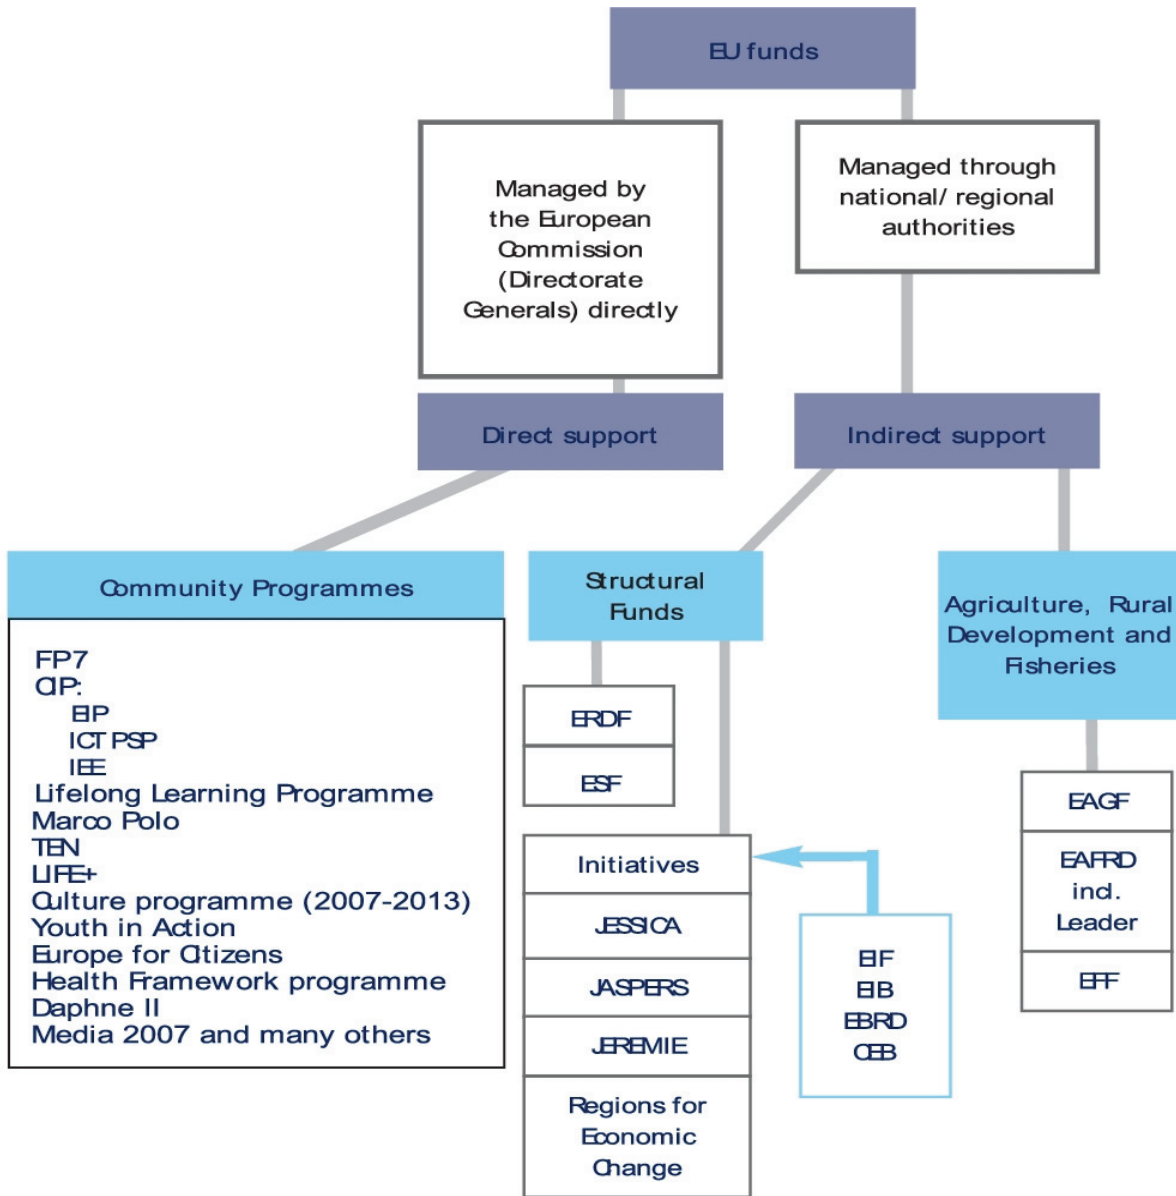 EU funds
Managed by
the European
Commission
(Directorate
Generals) directly
Managed through
national/ regional
authorities
Direct support
Indirect support
Community Programmes
FP7
CIP:
EIP
ICT PSP
IEE
Lifelong Learning Programme
Marco Polo
TEN
LIFE+
Culture programme (2007-2013)
Youth in Action
Europe for Citizens
Health Framework programme
Daphne II
Media 2007 and many others
Structural
Funds
ERDF
ESF
Initiatives
JESSICA
JASPERS
JEREMIE
Regions for
Economic
Change
EIF
EIB
EBRD
CEB
Agriculture, Rural
Development and
Fisheries
EAGF
EAFRD
incl.
Leader
EFF